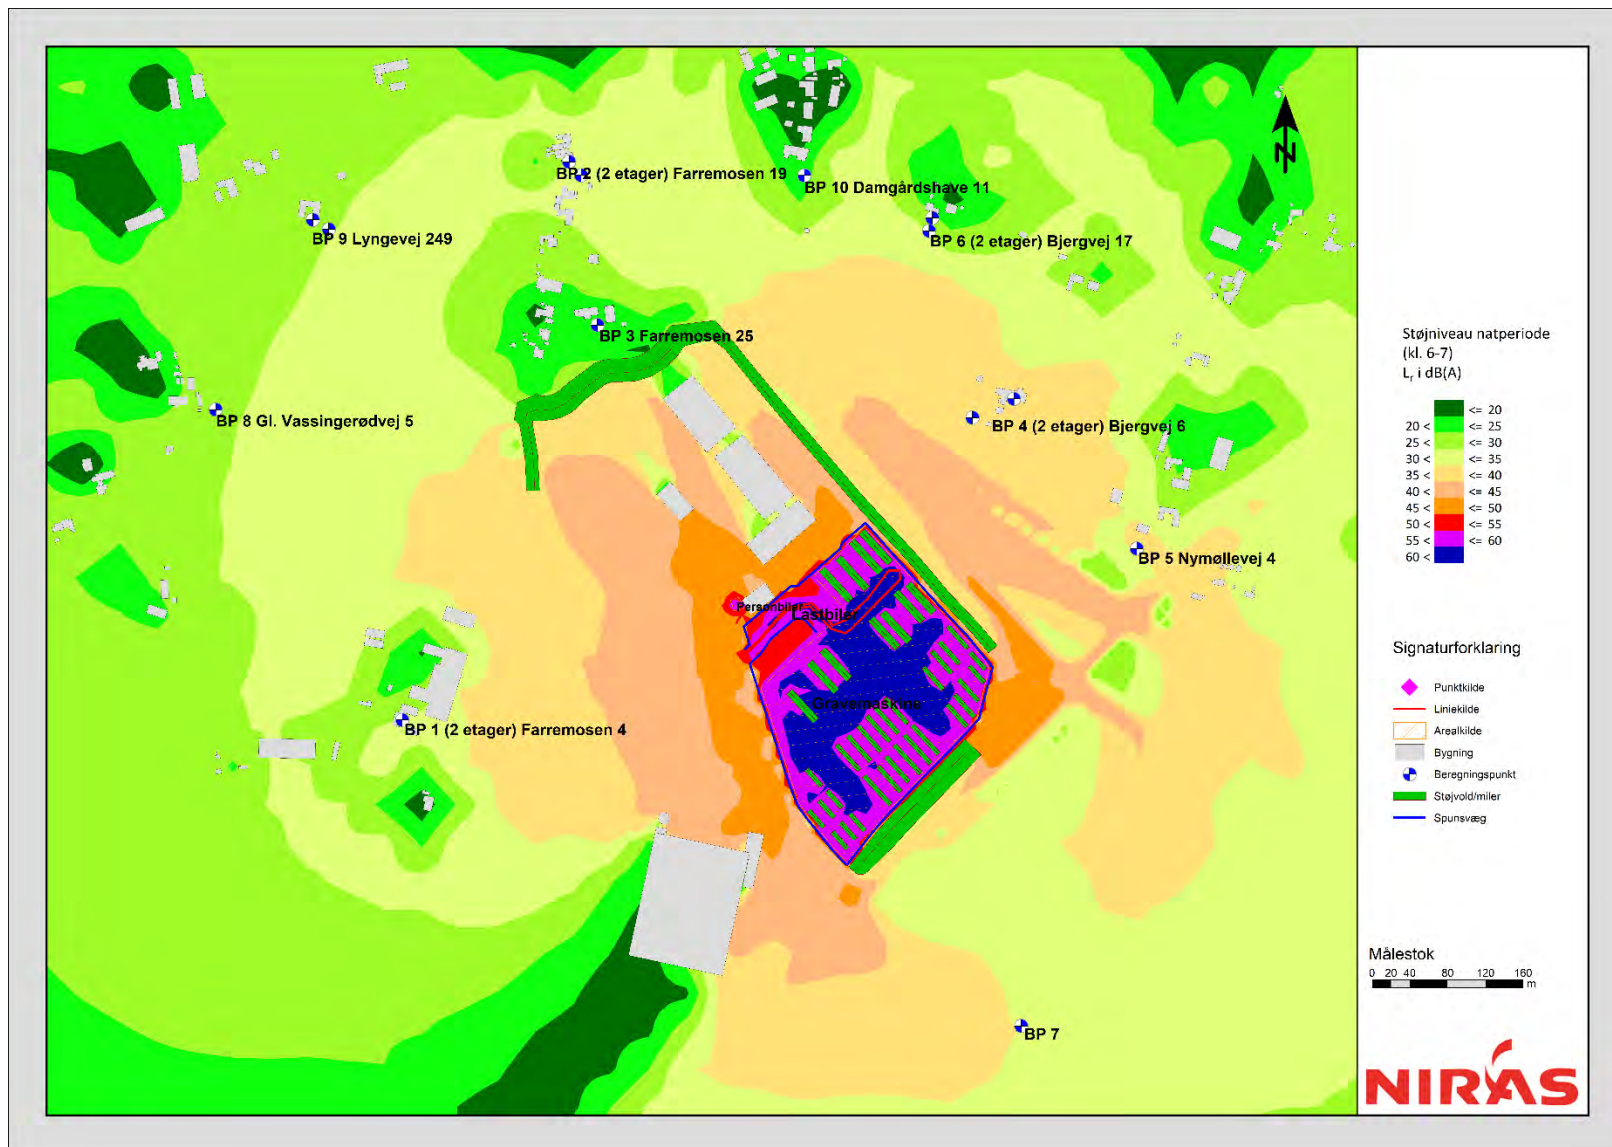 N
BP 2 (2 etager) Farremosen 19
BP 10 Damgårdshave 11
BP 9 Lyngevej 249
BP 6 (2 etager) Bjergvej 17
BP 3 Farremosen 25
BP 8 Gl. Vassingerødvej 5
BP 4 (2 etager) Bjergvej 6
BP 5 Nymøllevej 4
Personbiler
Lastbiler
Gravemaskine
BP 1 (2 etager) Farremosen 4
BP 7
Støjniveau natperiode
(kl. 6-7)
Lr i dB(A)
<= 20
20 < <= 25
25 < <= 30
30 < <= 35
35 < <= 40
40 < <= 45
45 < <= 50
50 < <= 55
55 < <= 60
60 <
Signaturforklaring
Punktkilde
Liniekilde
Arealkilde
Bygning
Beregningspunkt
Støjvold/miler
Spunsvæg
Målestok
0 20 40 80 120 160
m
NIRAS